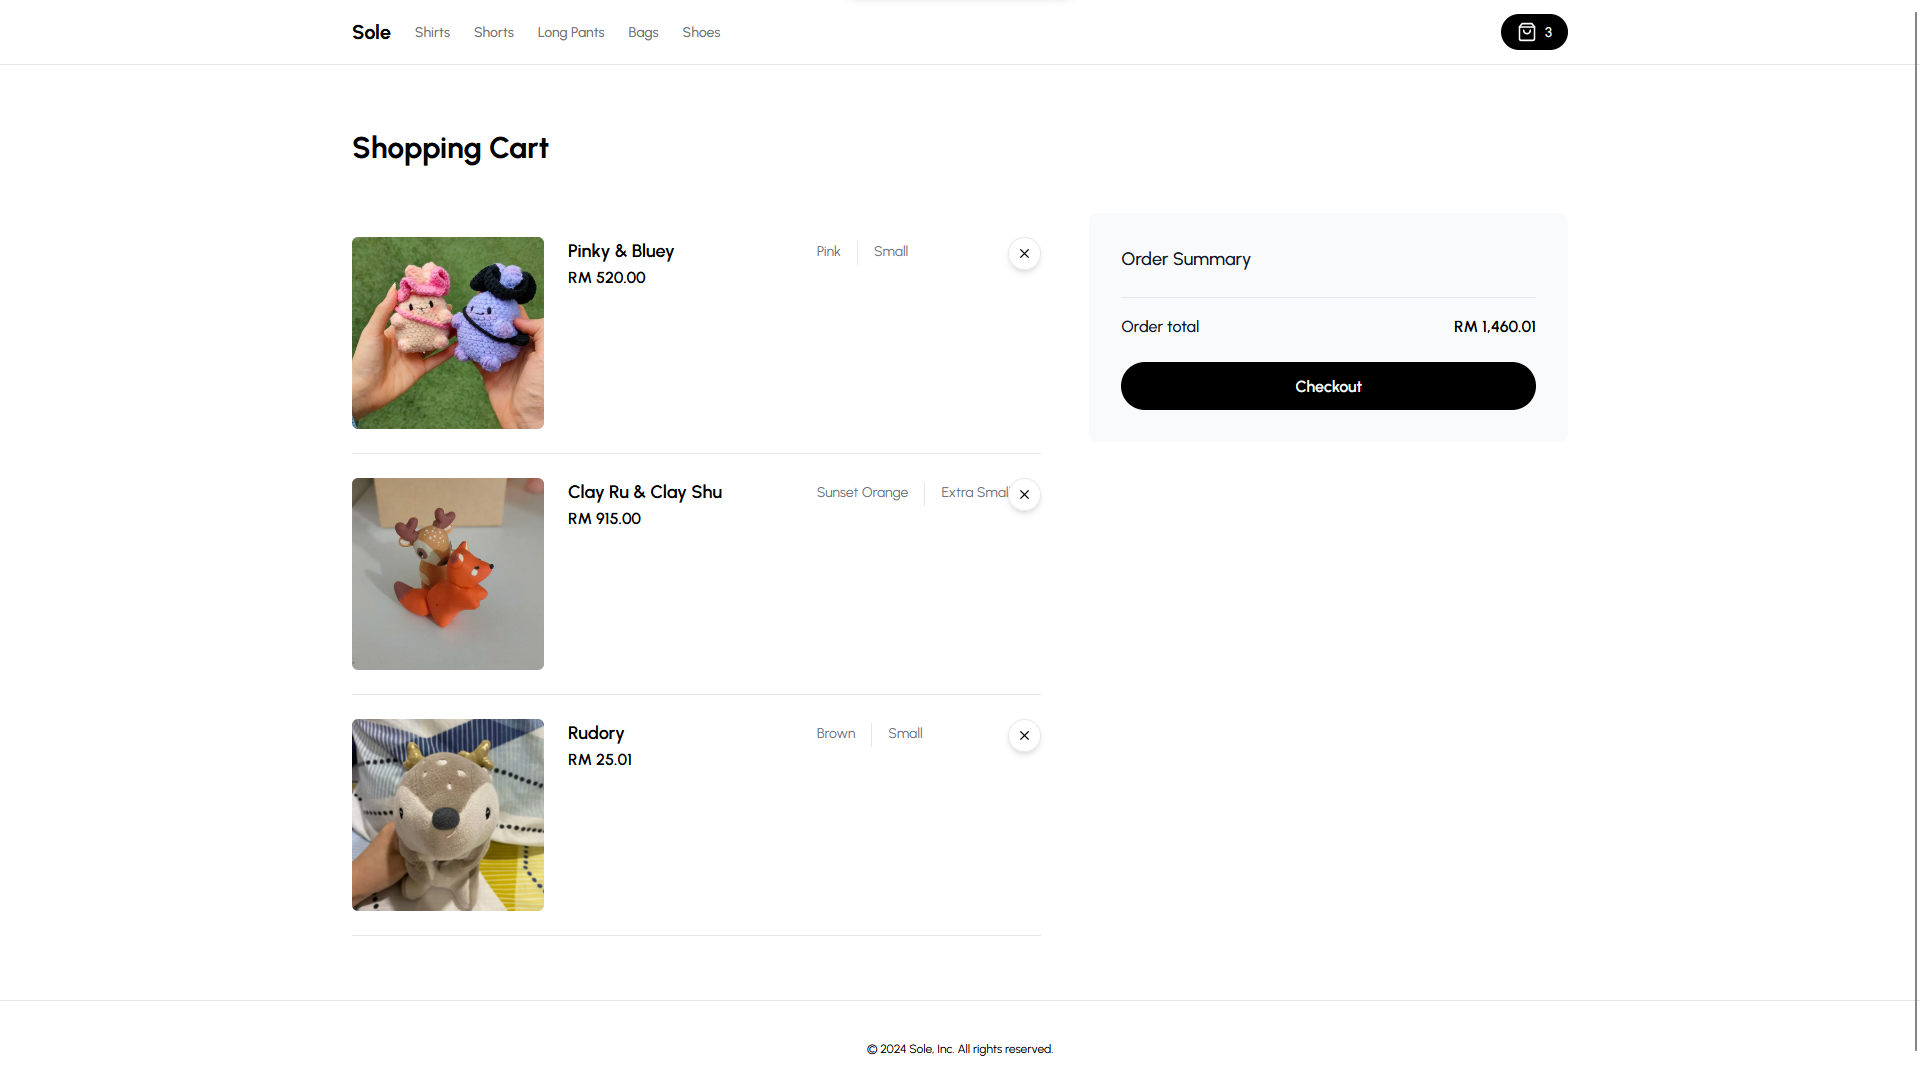 Sole Shirts Shorts Long Pants Bags Shoes 3
Shopping Cart
Pinky & Bluey Pink Small
RM 520.00
Clay Ru & Clay Shu Sunset Orange Extra Small
RM 915.00
Rudory Brown Small
RM 25.01
Order Summary
Order total RM 1,460.01
Checkout
© 2024 Sole, Inc. All rights reserved.